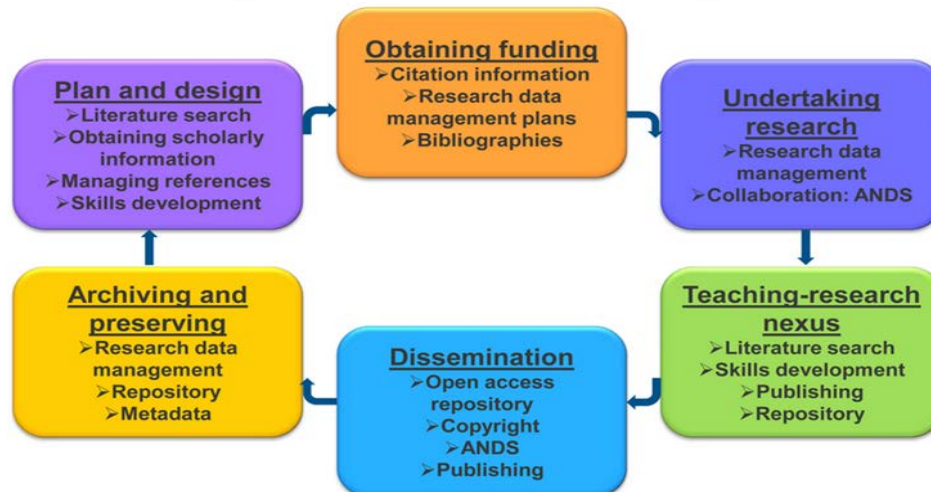 Plan and design
➢Literature search
➢Obtaining scholarly
information
➢Managing references
➢Skills development
Obtaining funding
➢Citation information
➢Research data
management plans
➢Bibliographies
Undertaking
research
➢Research data
management
➢Collaboration: ANDS
Teaching-research
nexus
➢Literature search
➢Skills development
➢Publishing
➢Repository
Dissemination
➢Open access
repository
➢Copyright
➢ANDS
➢Publishing
Archiving and
preserving
➢Research data
management
➢Repository
➢Metadata